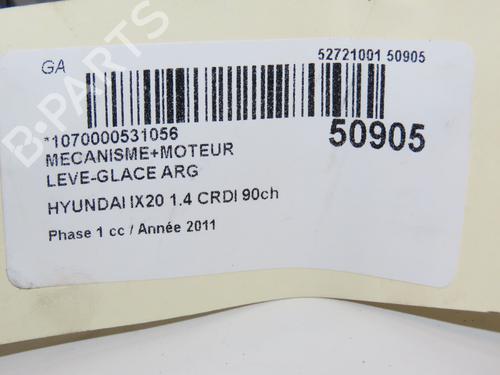 GA
52721001 50905
*1070000531056
50905
MECANISME+MOTEUR
LEVE-GLACE ARG
HYUNDAI IX20 1.4 CRDI 90ch
Phase 1 cc / Année 2011
B-PARTS